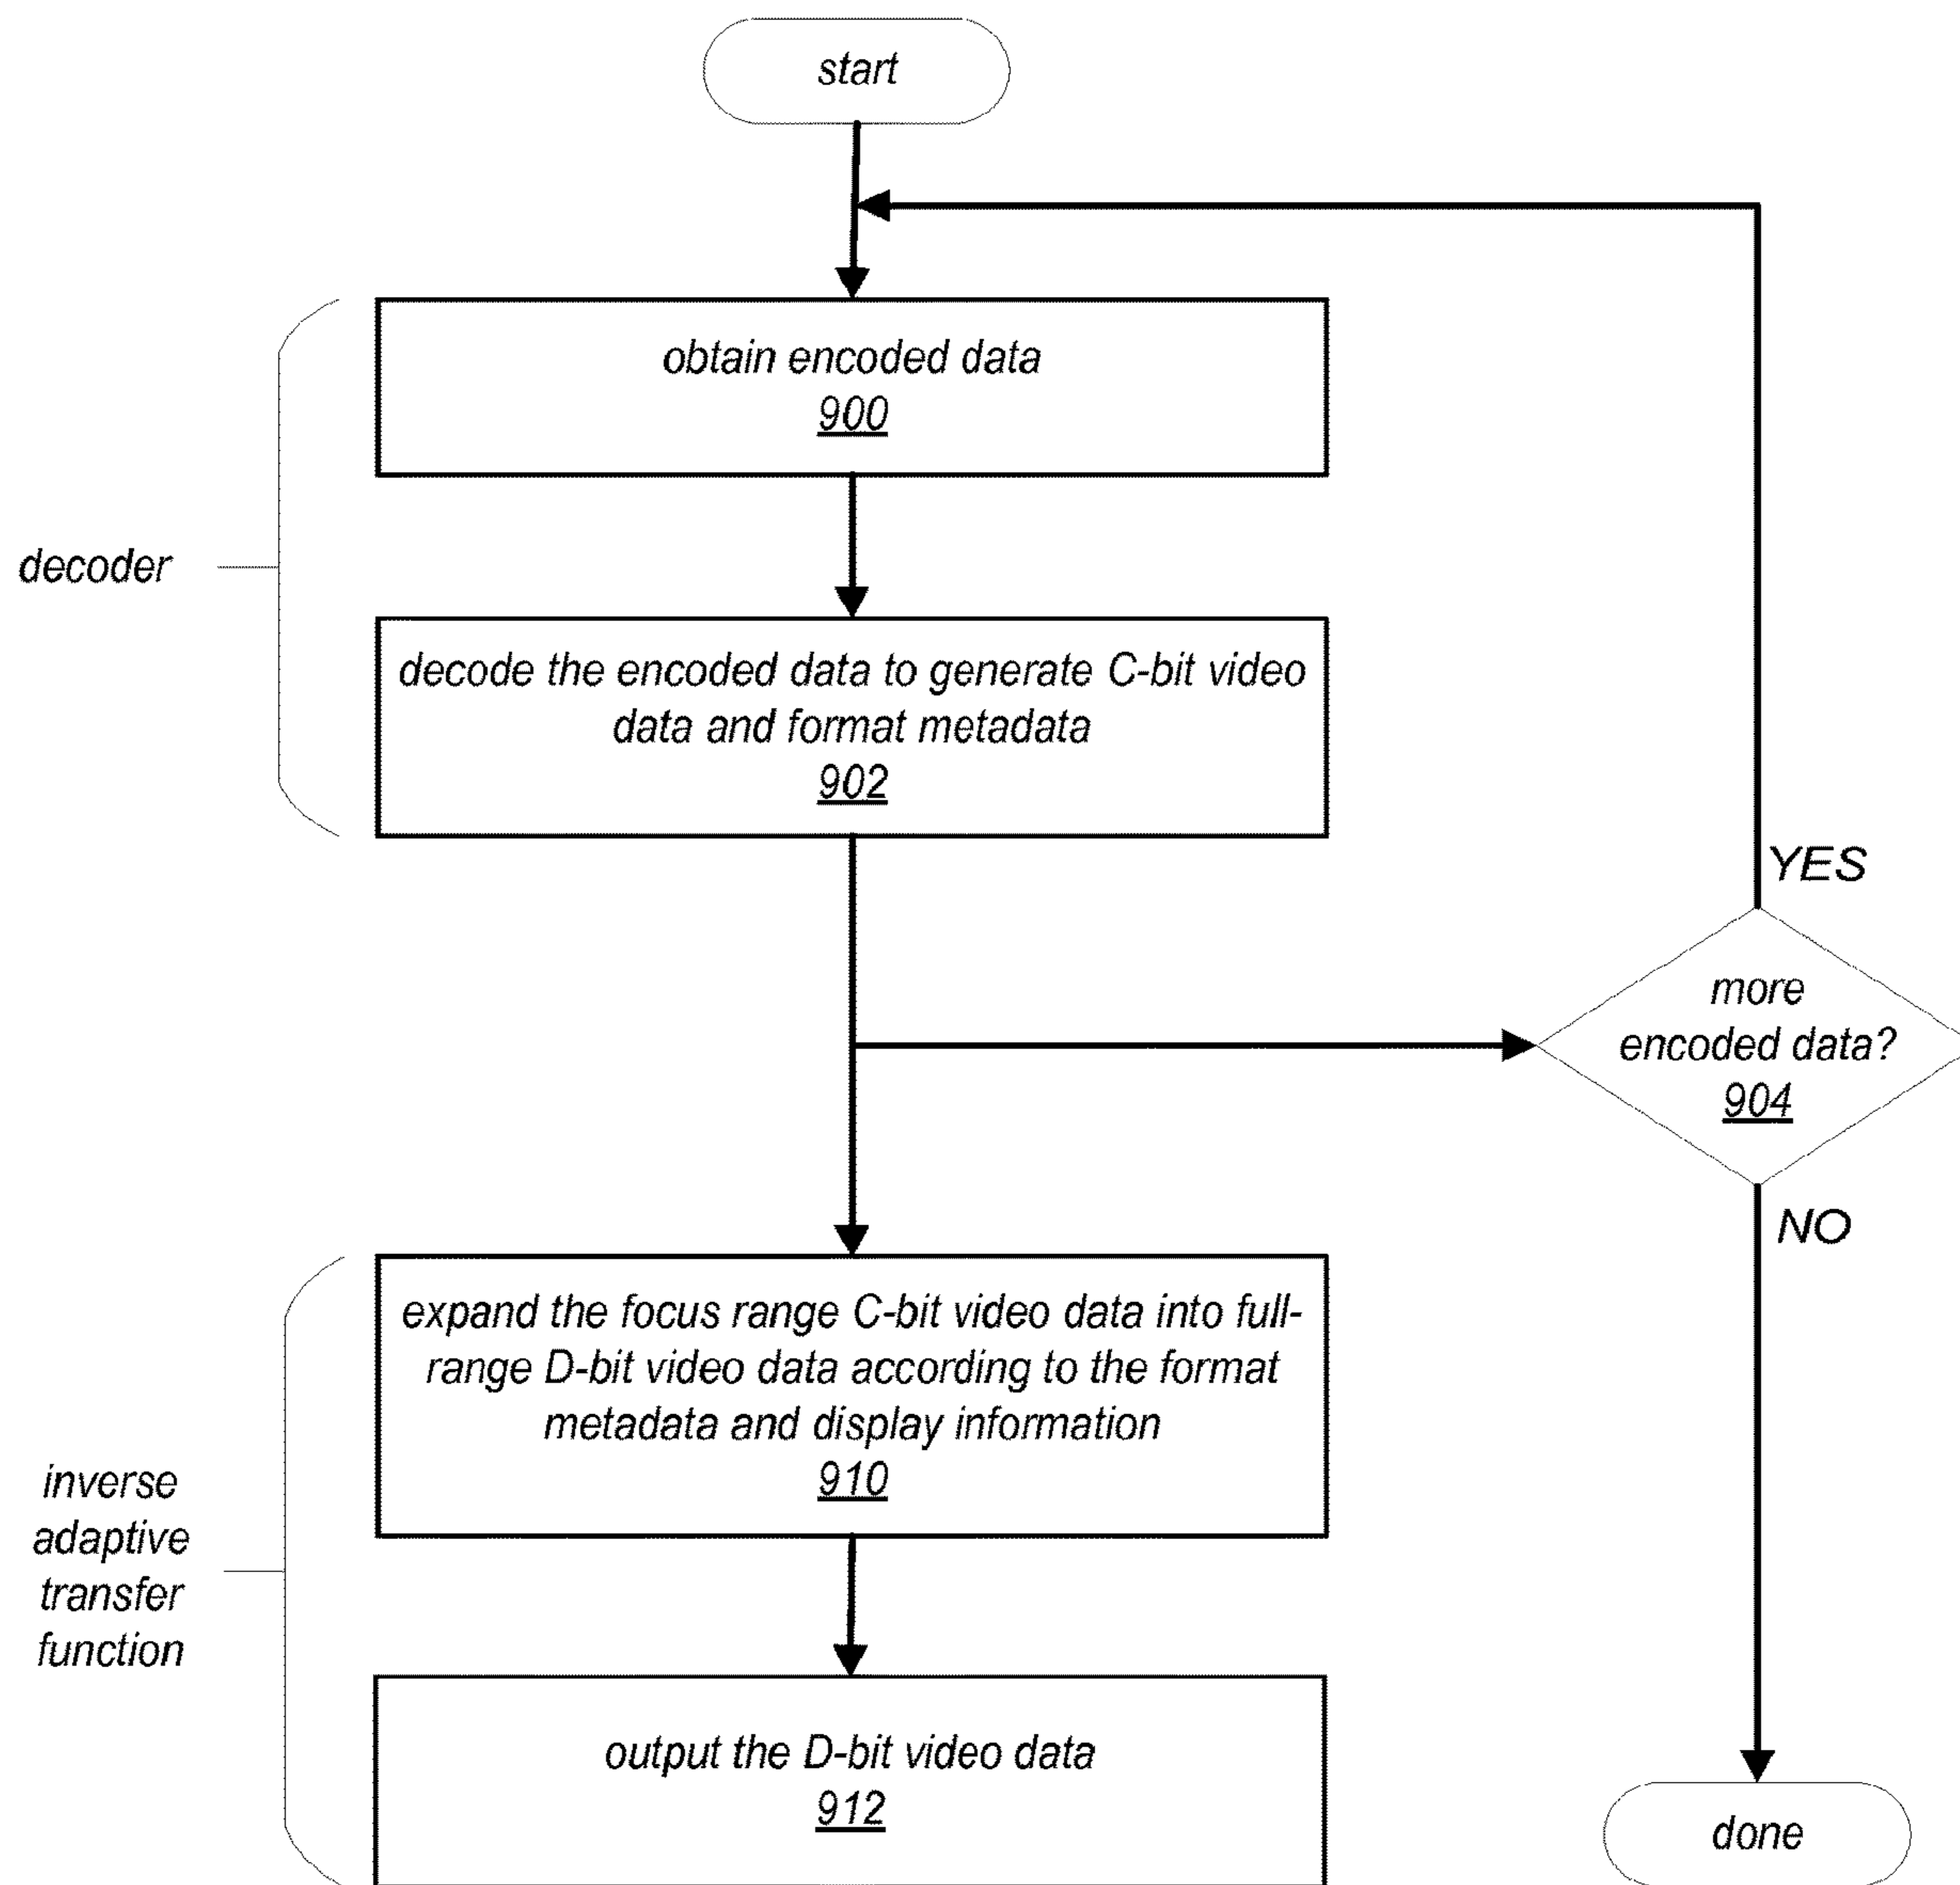 start
obtain encoded data
900
decoder
decode the encoded data to generate C-bit video
data and format metadata
902
YES
more
encoded data?
904
NO
expand the focus range C-bit video data into full-
range D-bit video data according to the format
metadata and display information
910
inverse
adaptive
transfer
function
output the D-bit video data
912
done